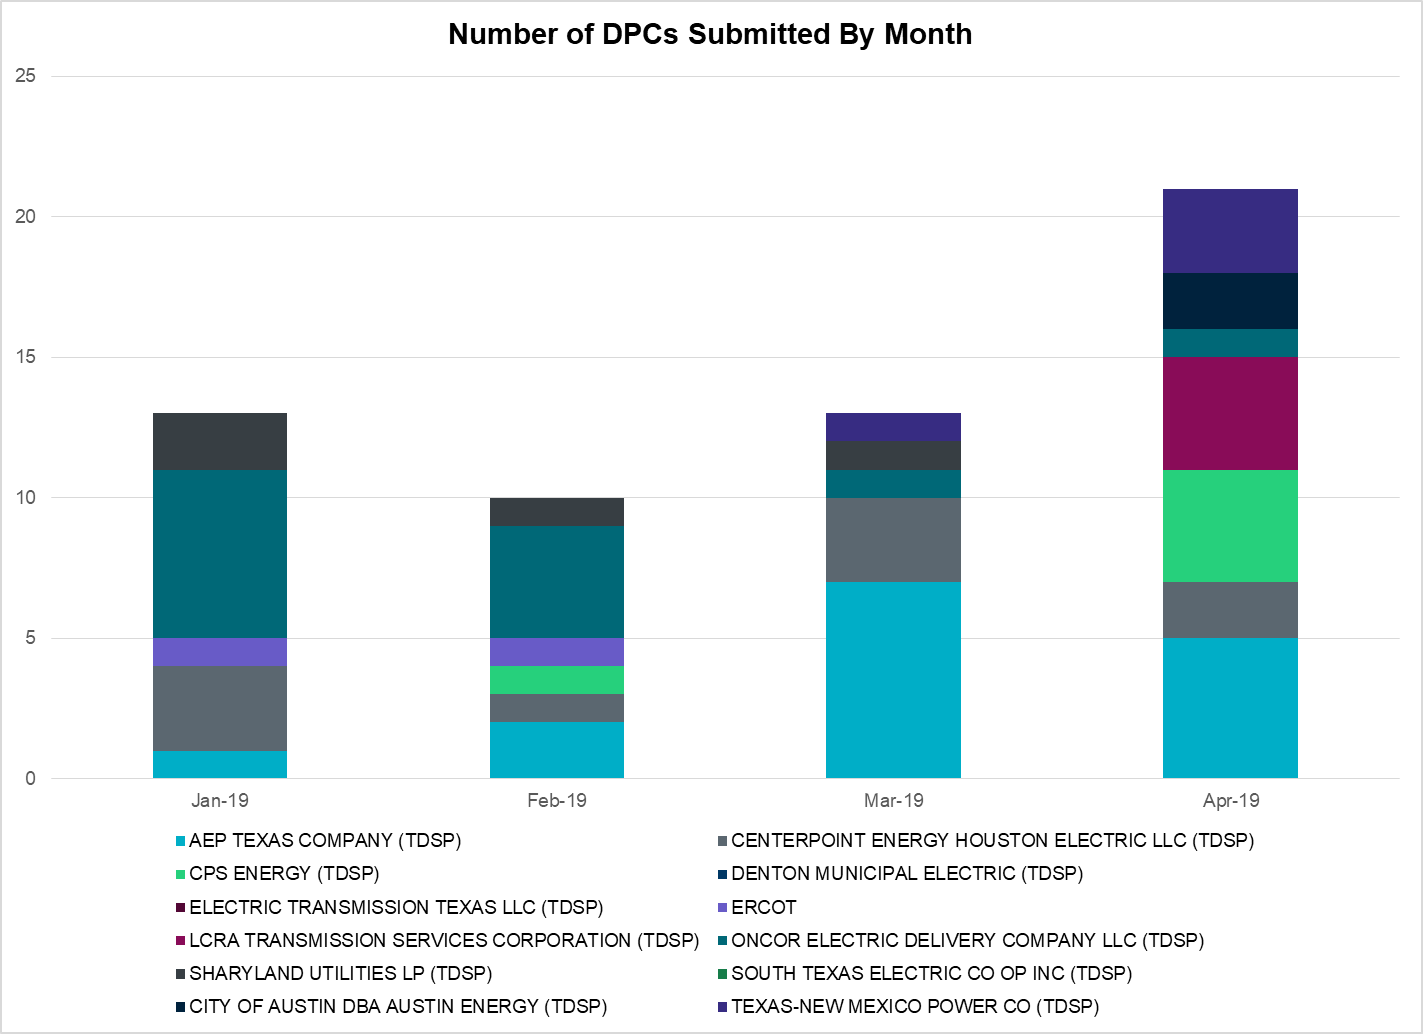 Number of DPCs Submitted By Month
25
20
15
10
5
0
Jan-19 Feb-19 Mar-19 Apr-19
AEP TEXAS COMPANY (TDSP) CENTERPOINT ENERGY HOUSTON ELECTRIC LLC (TDSP)
CPS ENERGY (TDSP) DENTON MUNICIPAL ELECTRIC (TDSP)
ELECTRIC TRANSMISSION TEXAS LLC (TDSP) ERCOT
LCRA TRANSMISSION SERVICES CORPORATION (TDSP) ONCOR ELECTRIC DELIVERY COMPANY LLC (TDSP)
SHARYLAND UTILITIES LP (TDSP) SOUTH TEXAS ELECTRIC CO OP INC (TDSP)
CITY OF AUSTIN DBA AUSTIN ENERGY (TDSP) TEXAS-NEW MEXICO POWER CO (TDSP)